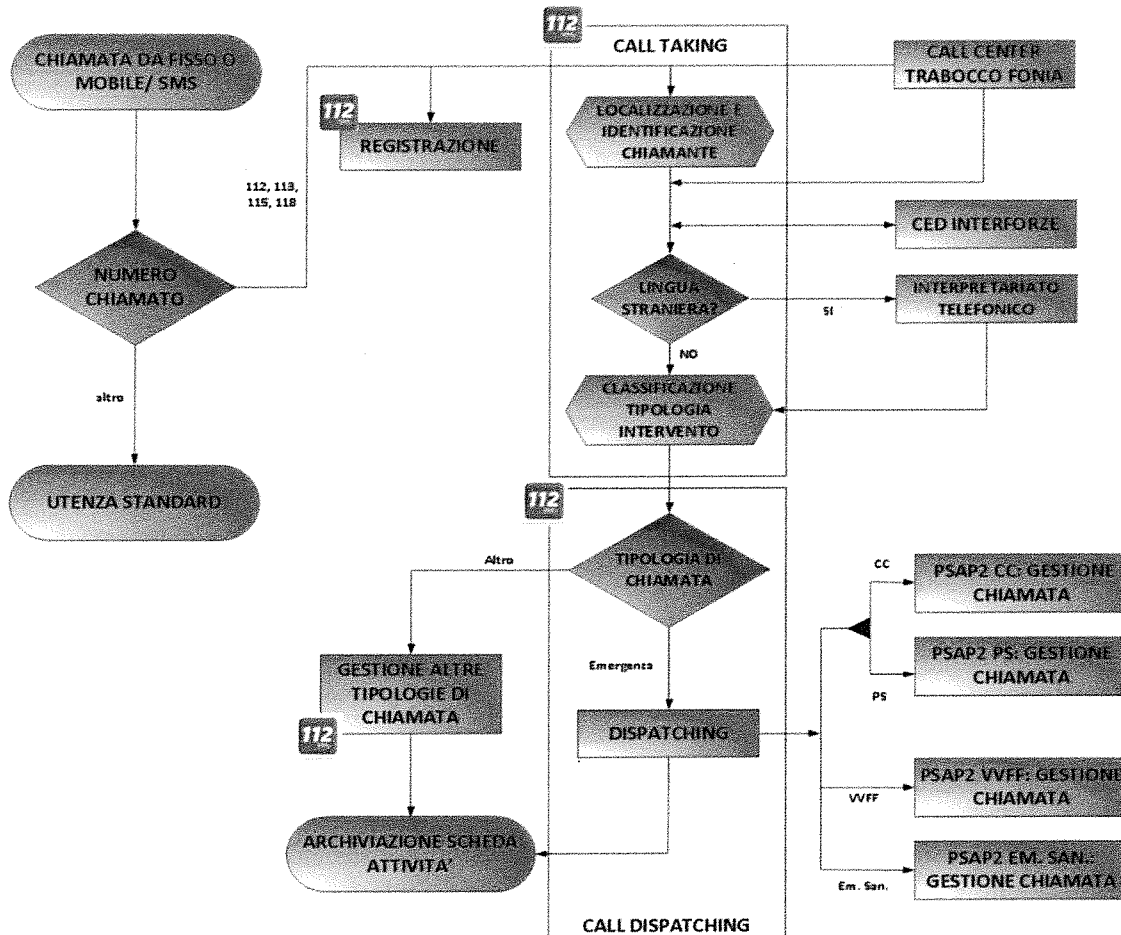 112
CALL TAKING
CHIAMATA DA FISSO O
MOBILE/ SMS
CALL CENTER
TRABOCCO FONIA
112
REGISTRAZIONE
LOCALIZZAZIONE E
IDENTIFICAZIONE
CHIAMANTE
112, 113,
115, 118
CED INTERFORZE
NUMERO
CHIAMATO
LINGUA
STRANIERA?
SI
INTERPRETARIATO
TELEFONICO
NO
altro
CLASSIFICAZIONE
TIPOLOGIA
INTERVENTO
UTENZA STANDARD
112
TIPOLOGIA DI
CHIAMATA
Altro
CC
PSAP2 CC: GESTIONE
CHIAMATA
Emergenza
PSAP2 PS: GESTIONE
CHIAMATA
PS
GESTIONE ALTRE
TIPOLOGIE DI
CHIAMATA
112
DISPATCHING
PSAP2 VVFF: GESTIONE
CHIAMATA
VVFF
ARCHIVIAZIONE SCHEDA
ATTIVITA'
PSAP2 EM. SAN.:
GESTIONE CHIAMATA
Em. San.
CALL DISPATCHING